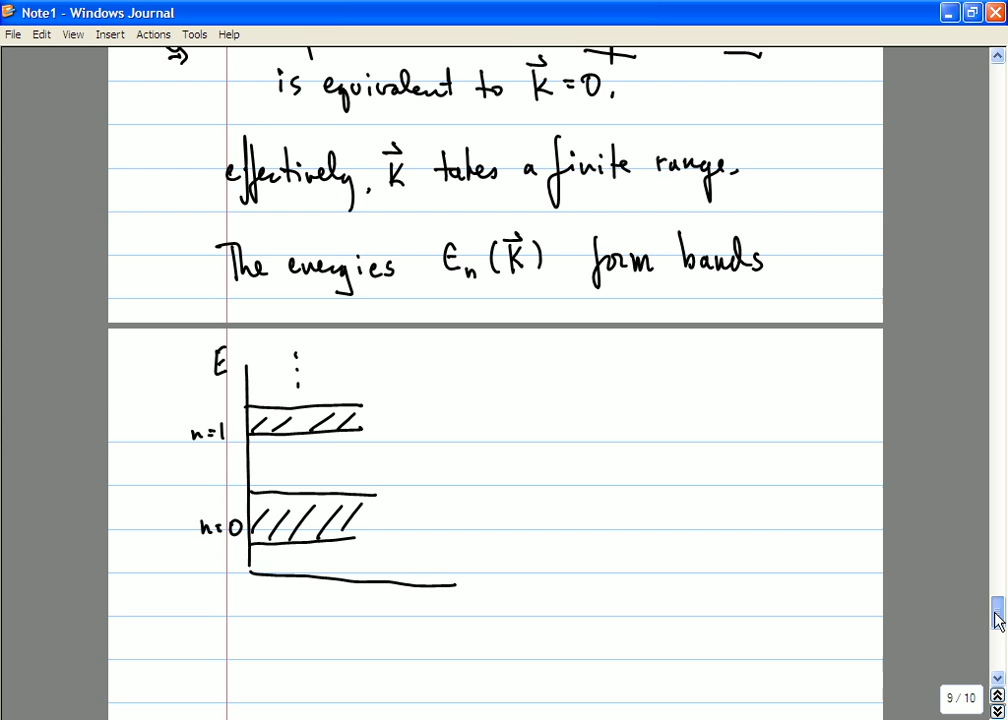 Note1 - Windows Journal
File Edit View Insert Actions Tools Help
is equivalent to k⃗ = 0.
effectively, k⃗ takes a finite range.
The energies En(k⃗) form bands
E
n=1
n=0
9 / 10